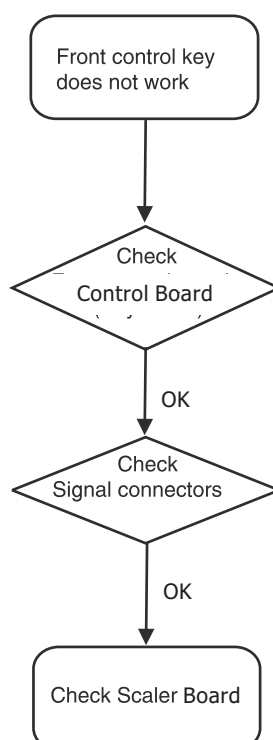 Front control key
does not work
Check
Control Board
OK
Check
Signal connectors
OK
Check Scaler Board